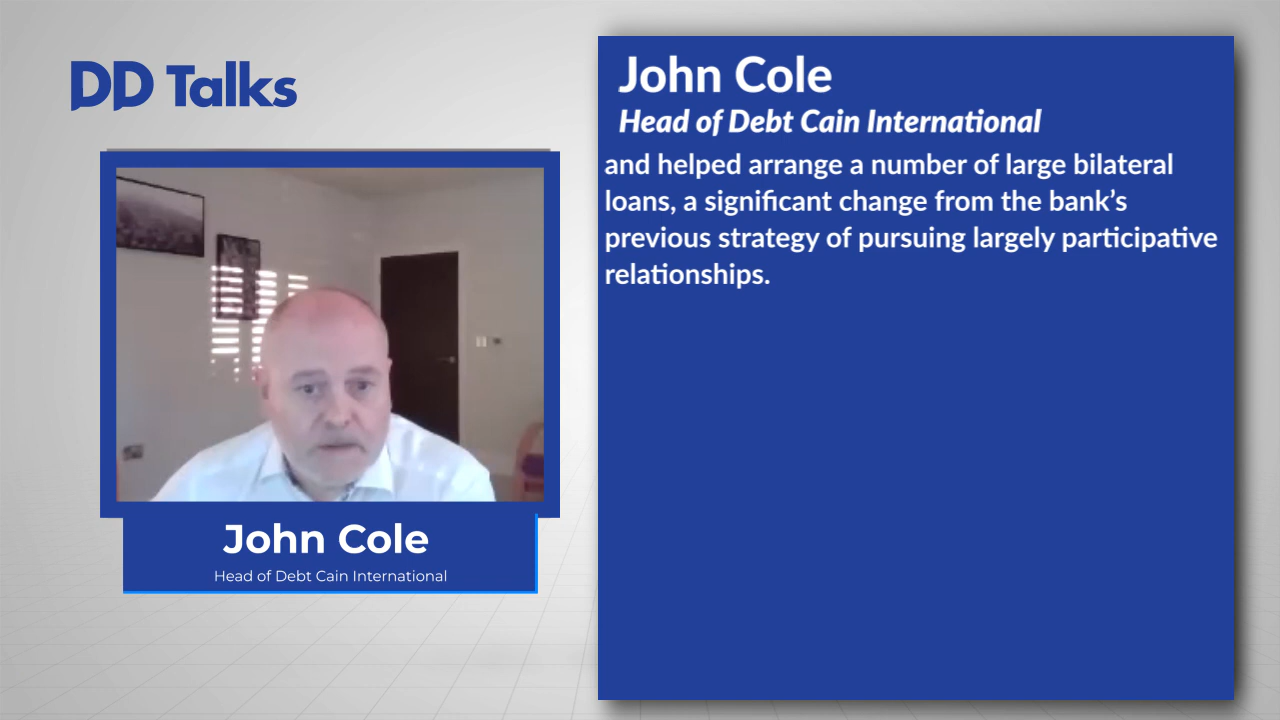 DD Talks
John Cole
Head of Debt Cain International
John Cole
Head of Debt Cain International
and helped arrange a number of large bilateral
loans, a significant change from the bank’s
previous strategy of pursuing largely participative
relationships.